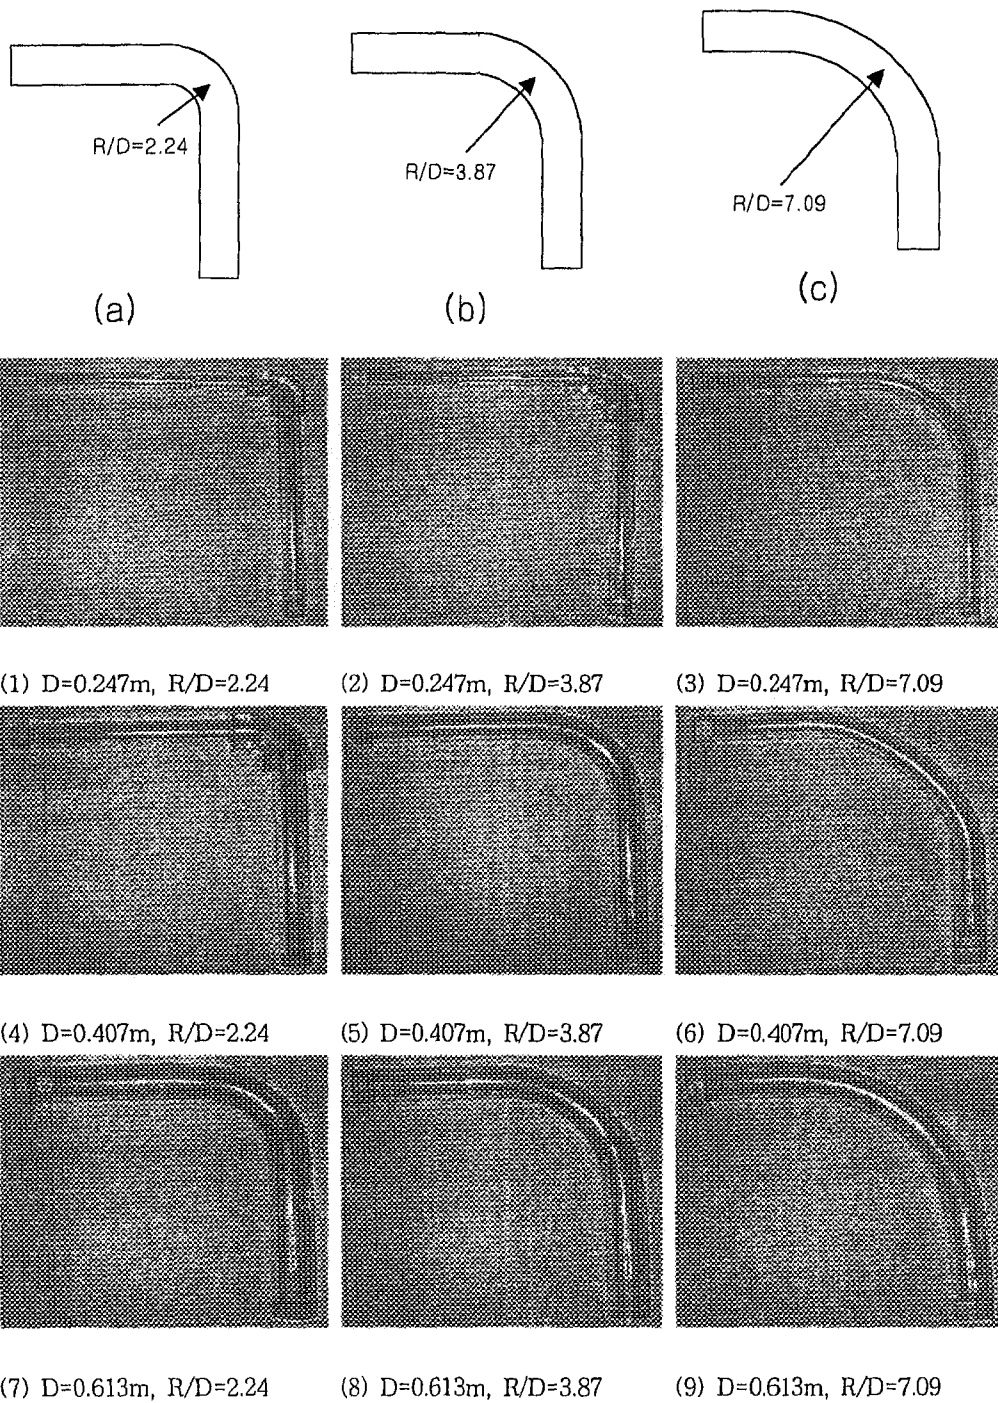 R/D=2.24
R/D=3.87
R/D=7.09
(a)
(b)
(c)
(1) D=0.247m, R/D=2.24
(2) D=0.247m, R/D=3.87
(3) D=0.247m, R/D=7.09
(4) D=0.407m, R/D=2.24
(5) D=0.407m, R/D=3.87
(6) D=0.407m, R/D=7.09
(7) D=0.613m, R/D=2.24
(8) D=0.613m, R/D=3.87
(9) D=0.613m, R/D=7.09